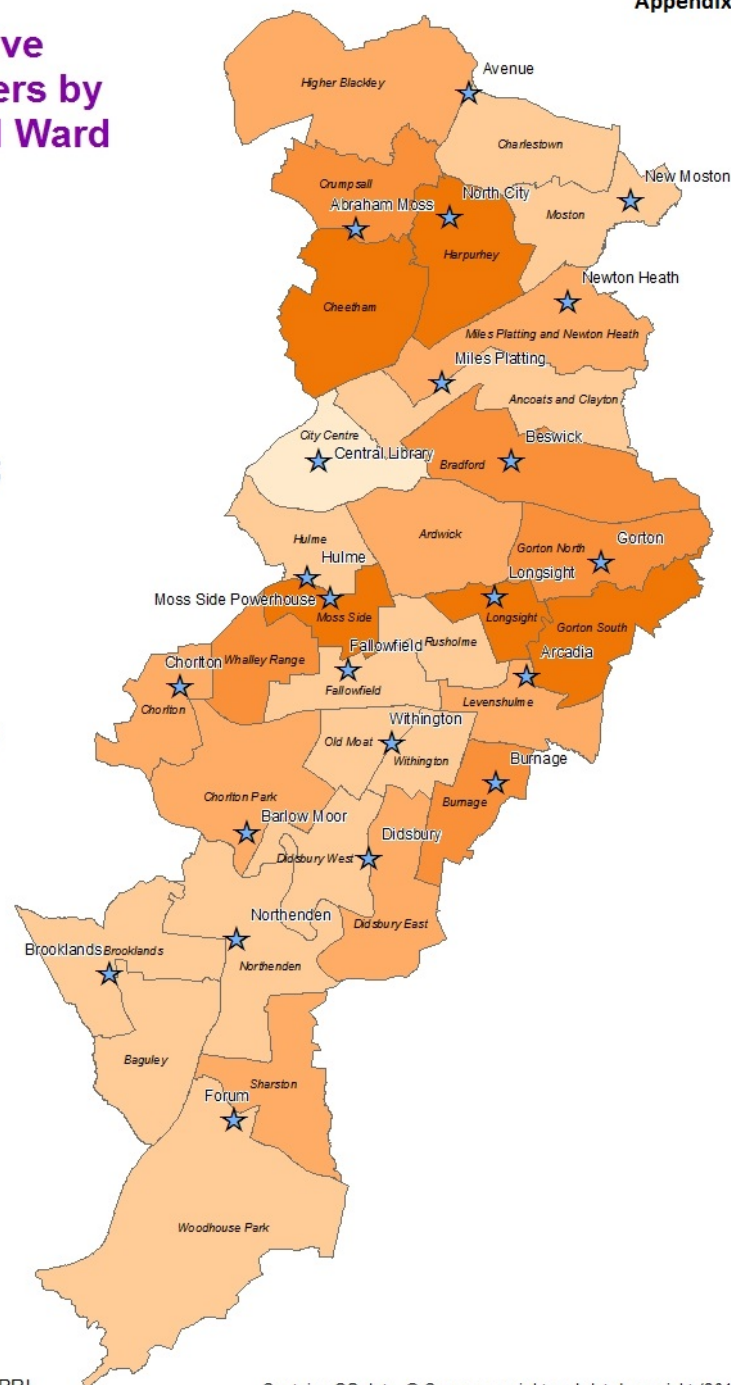 Appendix
ve
ers by
l Ward
Avenue
Higher Blackley
Charlestown
New Moston
Crumpsall
North City
Abraham Moss
Moston
Harpurhey
Newton Heath
Cheetham
Miles Platting and Newton Heath
Miles Platting
Ancoats and Clayton
City Centre
Beswick
Central Library
Bradford
Ardwick
Hulme
Gorton
Gorton North
Hulme
Longsight
Moss Side Powerhouse
Moss Side
Longsight
Gorton South
Fallowfield
Rusholme
Arcadia
Chorlton
Whalley Range
Fallowfield
Levenshulme
Chorlton
Withington
Old Moat
Withington
Burnage
Chorlton Park
Burnage
Barlow Moor
Didsbury
Didsbury West
Northenden
Didsbury East
Brooklands
Brooklands
Northenden
Baguley
Sharston
Forum
Woodhouse Park